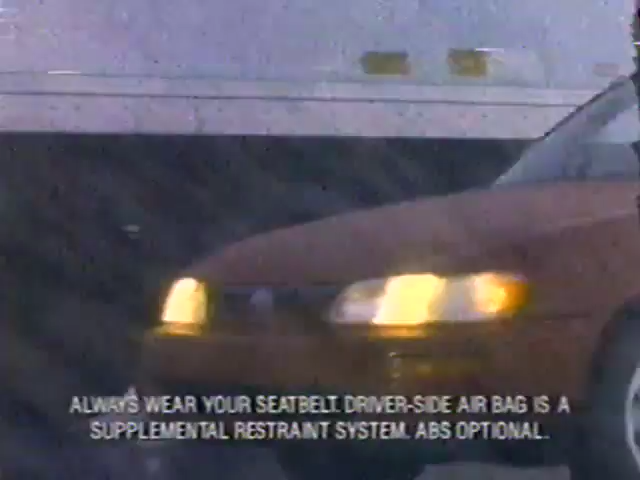 ALWAYS WEAR YOUR SEATBELT. DRIVER-SIDE AIR BAG IS A
SUPPLEMENTAL RESTRAINT SYSTEM. ABS OPTIONAL.